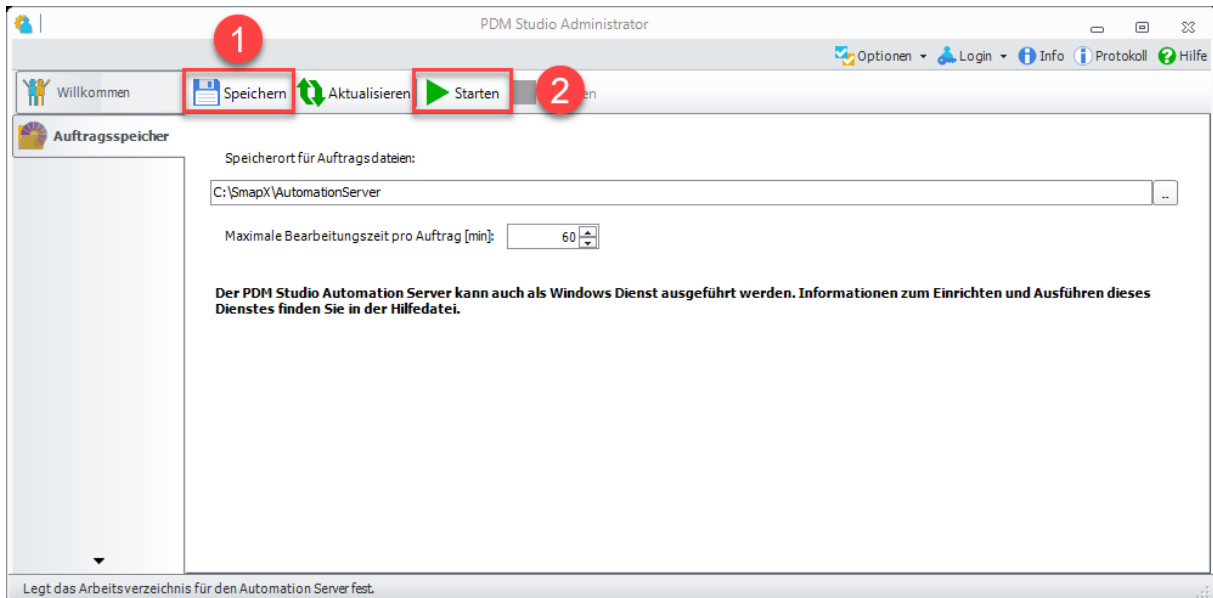 PDM Studio Administrator
Optionen Login Info Protokoll Hilfe
1
Willkommen
Speichern Aktualisieren Starten
2
Auftragsspeicher
Speicherort für Auftragsdateien:
C:\SmapX\AutomationServer
..
Maximale Bearbeitungszeit pro Auftrag [min]: 60
Der PDM Studio Automation Server kann auch als Windows Dienst ausgeführt werden. Informationen zum Einrichten und Ausführen dieses
Dienstes finden Sie in der Hilfedatei.
Legt das Arbeitsverzeichnis für den Automation Server fest.